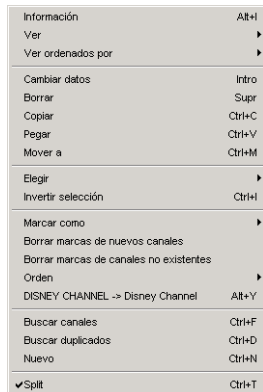 Información Alt+I
Ver
Ver ordenados por
Cambiar datos Intro
Borrar Supr
Copiar Ctrl+C
Pegar Ctrl+V
Mover a Ctrl+M
Elegir
Invertir selección Ctrl+I
Marcar como
Borrar marcas de nuevos canales
Borrar marcas de canales no existentes
Orden
DISNEY CHANNEL -> Disney Channel Alt+Y
Buscar canales Ctrl+F
Buscar duplicados Ctrl+D
Nuevo Ctrl+N
Split Ctrl+T